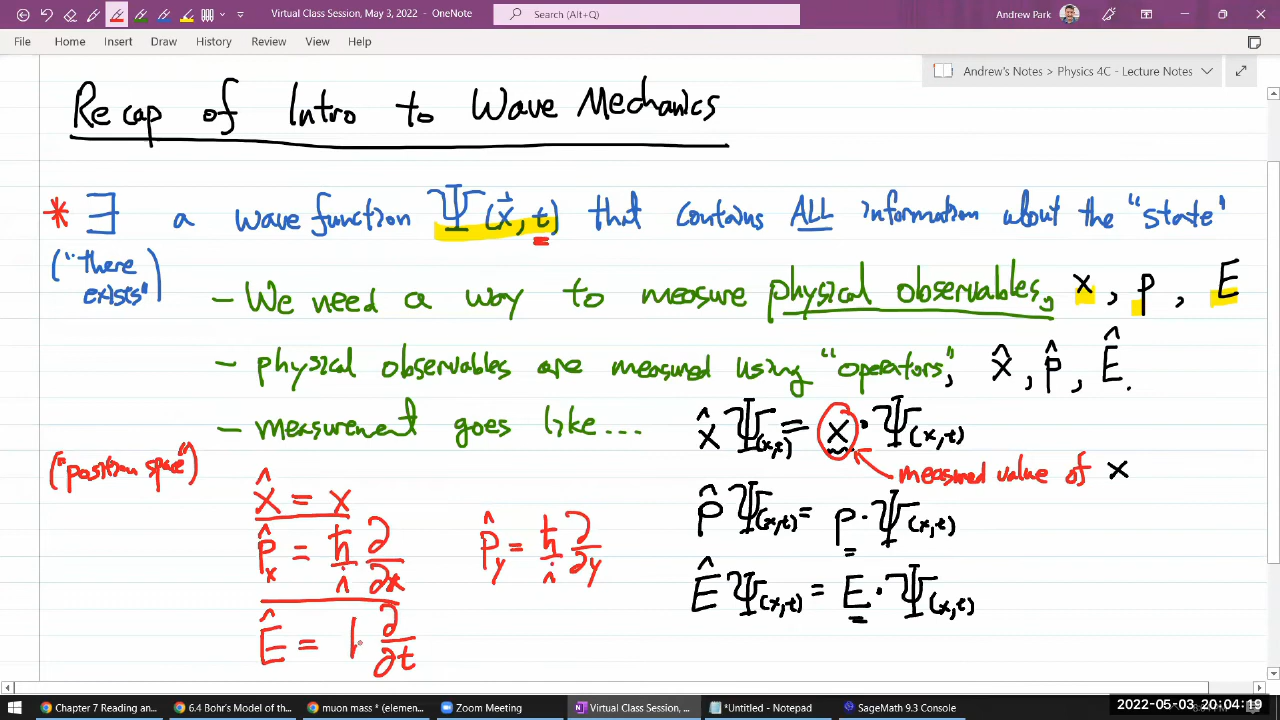 Virtual Class Session, May 3, 2022 - OneNote
Search (Alt+Q)
Andrew Park
File Home Insert Draw History Review View Help
Andrew's Notes > Physics 4C - Lecture Notes
Recap of Intro to Wave Mechanics
* ∃ a wave function Ψ(x⃗, t) that contains ALL information about the "state"
("there exists")
- We need a way to measure physical observables, x, p, E
- physical observables are measured using "operators", x̂, p̂, Ê.
- measurement goes like... x̂ Ψ(x,t) = x · Ψ(x,t)
("position space")
measured value of x
x̂ = x
p̂x = ħ/i ∂/∂x p̂y = ħ/i ∂/∂y
p̂ Ψ(x,t) = p · Ψ(x,t)
Ê Ψ(x,t) = E · Ψ(x,t)
Ê = ∂/∂t
Chapter 7 Reading an... 6.4 Bohr's Model of th... muon mass * (elemen... Zoom Meeting Virtual Class Session, ... *Untitled - Notepad SageMath 9.3 Console
2022-05-03 20:04:19